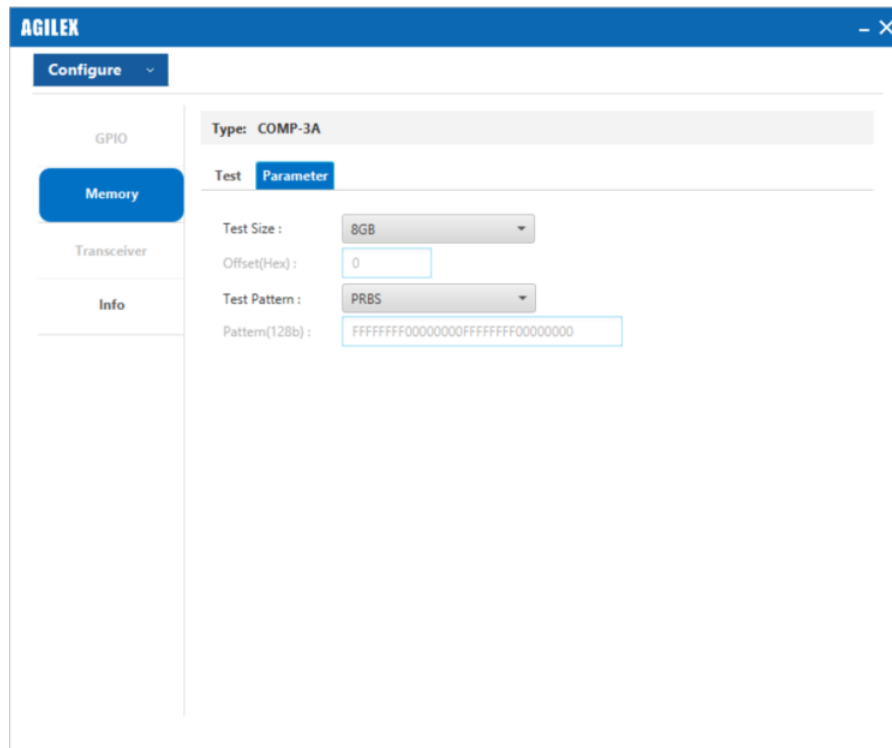 AGILEX
Configure
GPIO
Memory
Transceiver
Info
Type: COMP-3A
Test Parameter
Test Size : 8GB
Offset(Hex) : 0
Test Pattern : PRBS
Pattern(128b) : FFFFFFFF00000000FFFFFFFF00000000